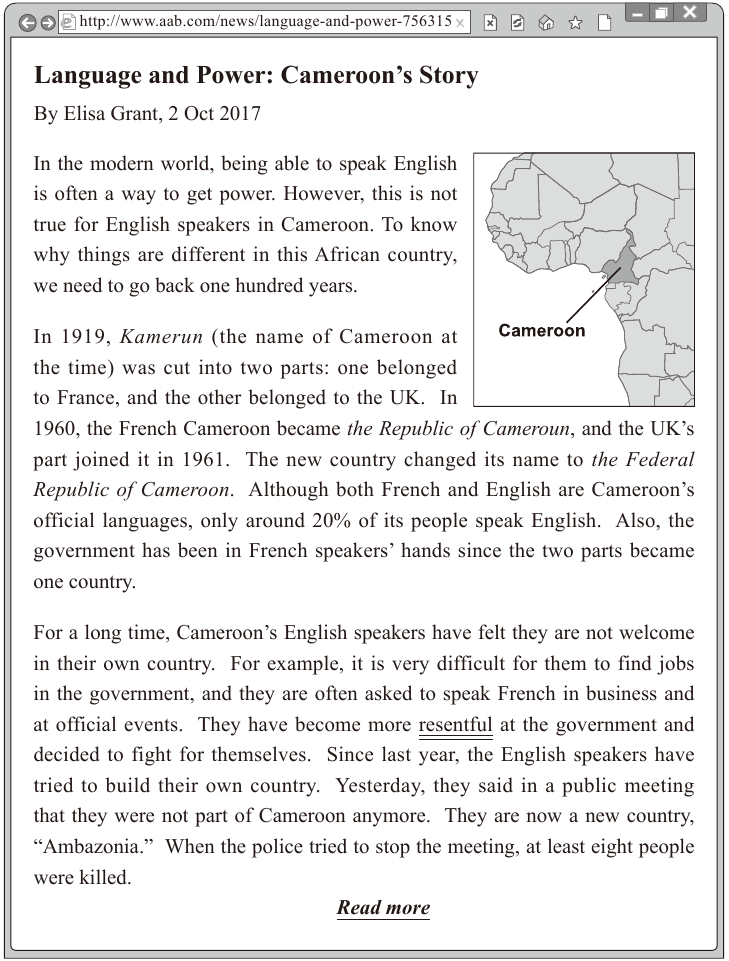 http://www.aab.com/news/language-and-power-756315
Language and Power: Cameroon's Story
By Elisa Grant, 2 Oct 2017
In the modern world, being able to speak English
is often a way to get power. However, this is not
true for English speakers in Cameroon. To know
why things are different in this African country,
we need to go back one hundred years.
Cameroon
In 1919, Kamerun (the name of Cameroon at
the time) was cut into two parts: one belonged
to France, and the other belonged to the UK. In
1960, the French Cameroon became the Republic of Cameroun, and the UK's
part joined it in 1961. The new country changed its name to the Federal
Republic of Cameroon. Although both French and English are Cameroon's
official languages, only around 20% of its people speak English. Also, the
government has been in French speakers' hands since the two parts became
one country.
For a long time, Cameroon's English speakers have felt they are not welcome
in their own country. For example, it is very difficult for them to find jobs
in the government, and they are often asked to speak French in business and
at official events. They have become more resentful at the government and
decided to fight for themselves. Since last year, the English speakers have
tried to build their own country. Yesterday, they said in a public meeting
that they were not part of Cameroon anymore. They are now a new country,
“Ambazonia.” When the police tried to stop the meeting, at least eight people
were killed.
Read more